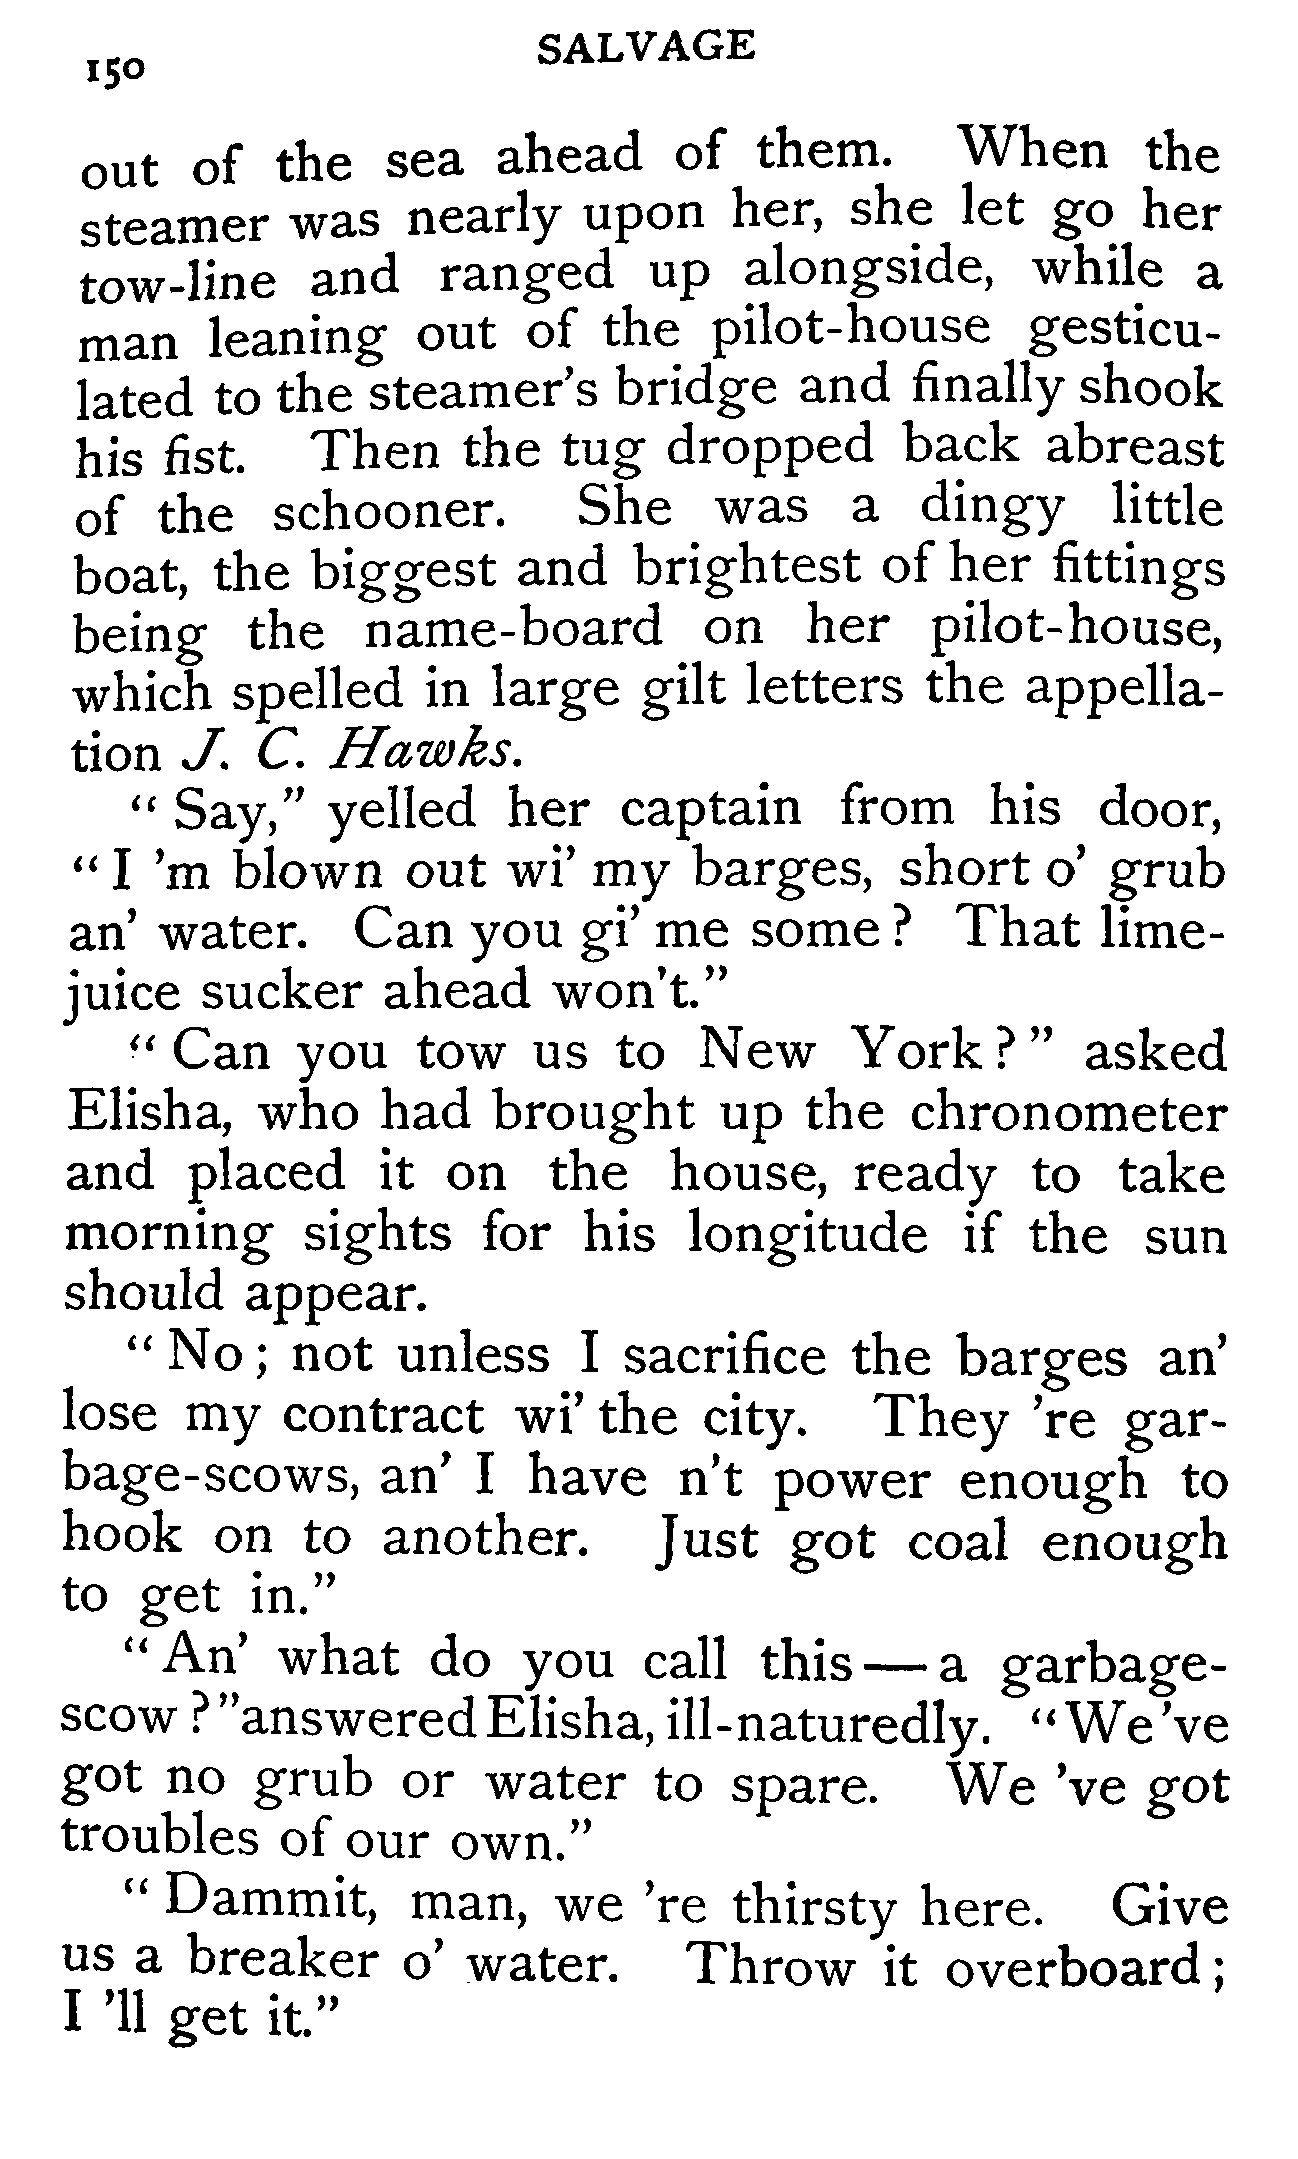 150
SALVAGE
out of the sea ahead of them. When the
steamer was nearly upon her, she let go her
tow-line and ranged up alongside, while a
man leaning out of the pilot-house gesticu-
lated to the steamer's bridge and finally shook
his fist. Then the tug dropped back abreast
of the schooner. She was a dingy little
boat, the biggest and brightest of her fittings
being the name-board on her pilot-house,
which spelled in large gilt letters the appella-
tion J. C. Hawks.
“ Say,” yelled her captain from his door,
“ I 'm blown out wi' my barges, short o' grub
an' water. Can you gi' me some ? That lime-
juice sucker ahead won't.”
“ Can you tow us to New York ? ” asked
Elisha, who had brought up the chronometer
and placed it on the house, ready to take
morning sights for his longitude if the sun
should appear.
“ No ; not unless I sacrifice the barges an'
lose my contract wi' the city. They 're gar-
bage-scows, an' I have n't power enough to
hook on to another. Just got coal enough
to get in.”
“ An' what do you call this — a garbage-
scow ? ” answered Elisha, ill-naturedly. “ We 've
got no grub or water to spare. We 've got
troubles of our own.”
“ Dammit, man, we 're thirsty here. Give
us a breaker o' water. Throw it overboard ;
I 'll get it.”